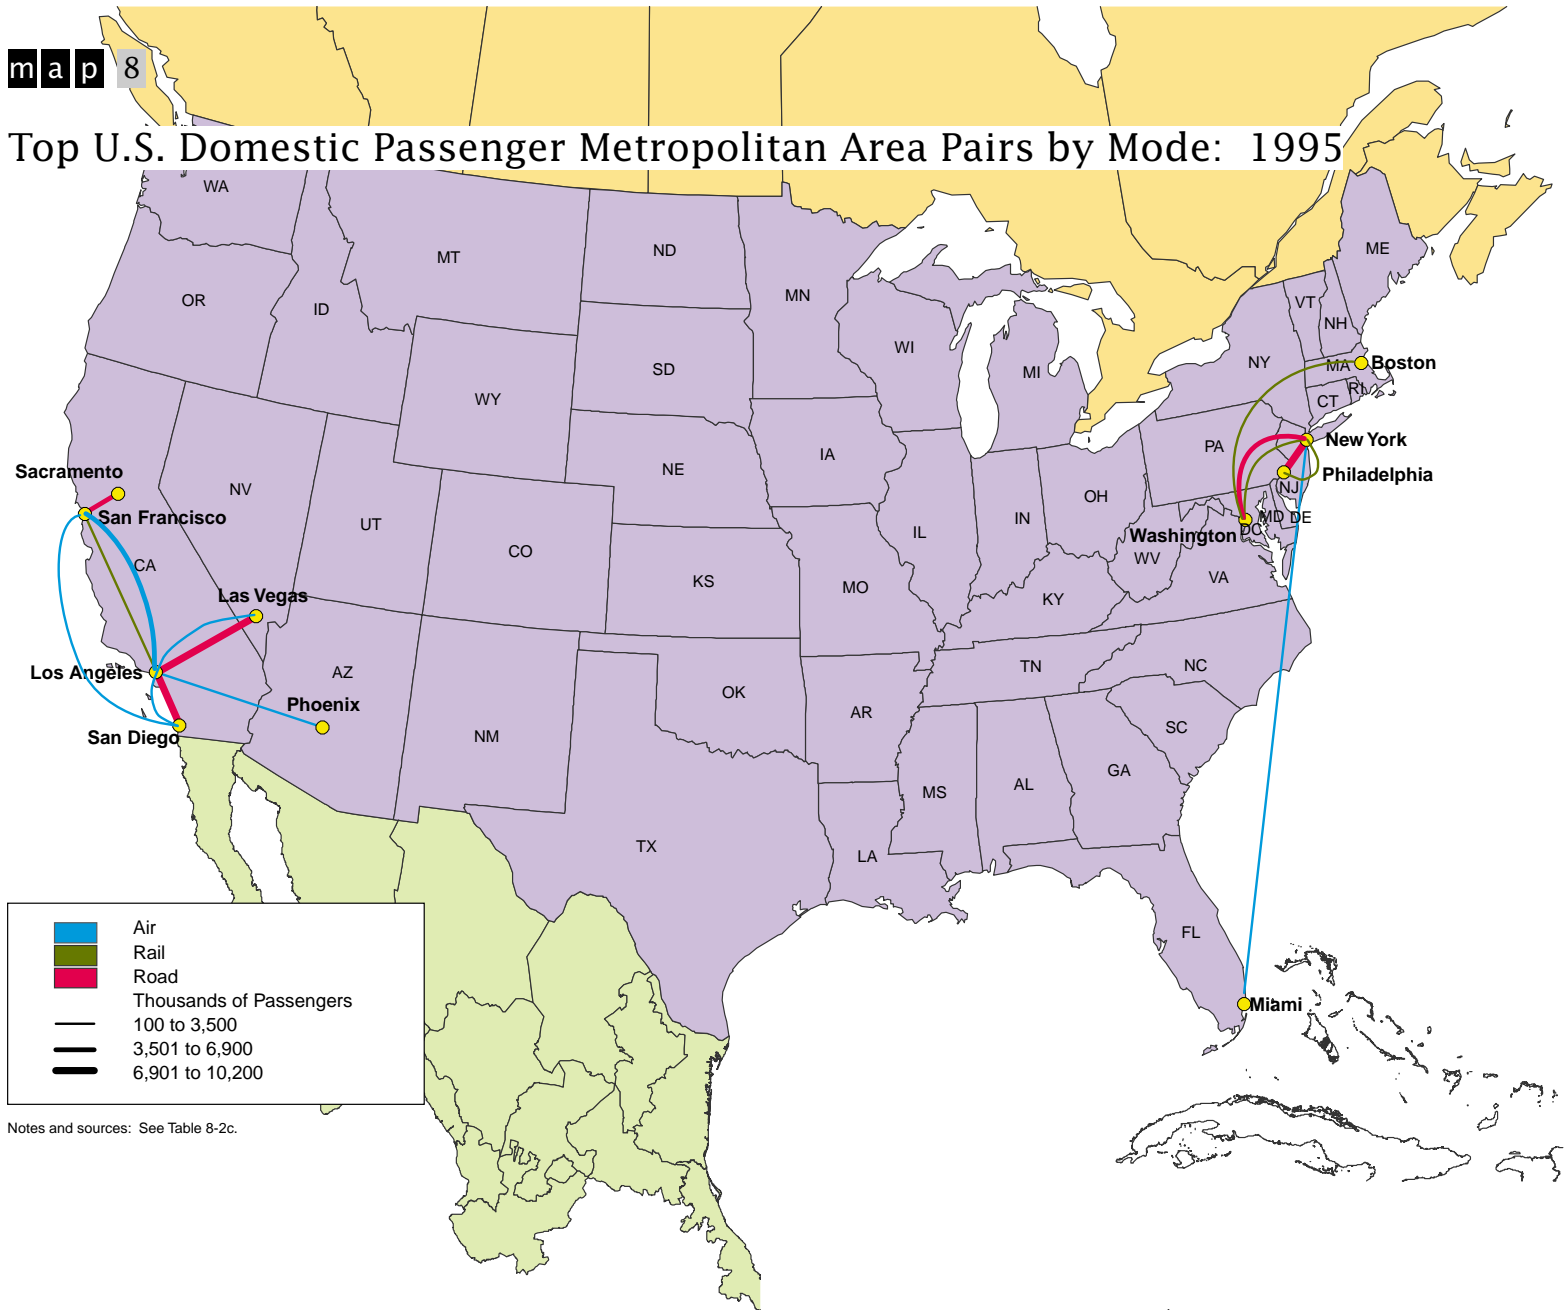 map 8
Top U.S. Domestic Passenger Metropolitan Area Pairs by Mode: 1995
WA
MT
ND
MN
ME
OR
ID
VT
NH
WI
NY
MA
Boston
SD
MI
RI
WY
CT
New York
PA
IA
NE
Sacramento
Philadelphia
NV
NJ
OH
San Francisco
UT
IN
MD
DE
DC
IL
Washington
CO
CA
WV
VA
KS
MO
Las Vegas
KY
Los Angeles
AZ
TN
NC
OK
Phoenix
AR
San Diego
NM
SC
GA
AL
MS
TX
LA
FL
Miami
Air
Rail
Road
Thousands of Passengers
100 to 3,500
3,501 to 6,900
6,901 to 10,200
Notes and sources: See Table 8-2c.